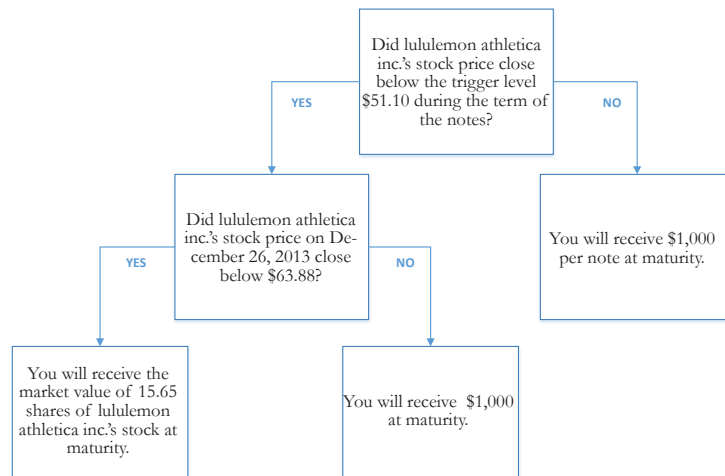 Did lululemon athletica
inc.'s stock price close
below the trigger level
$51.10 during the term of
the notes?
YES
NO
Did lululemon athletica
inc.'s stock price on De-
cember 26, 2013 close
below $63.88?
You will receive $1,000
per note at maturity.
YES
NO
You will receive the
market value of 15.65
shares of lululemon
athletica inc.'s stock at
maturity.
You will receive $1,000
at maturity.